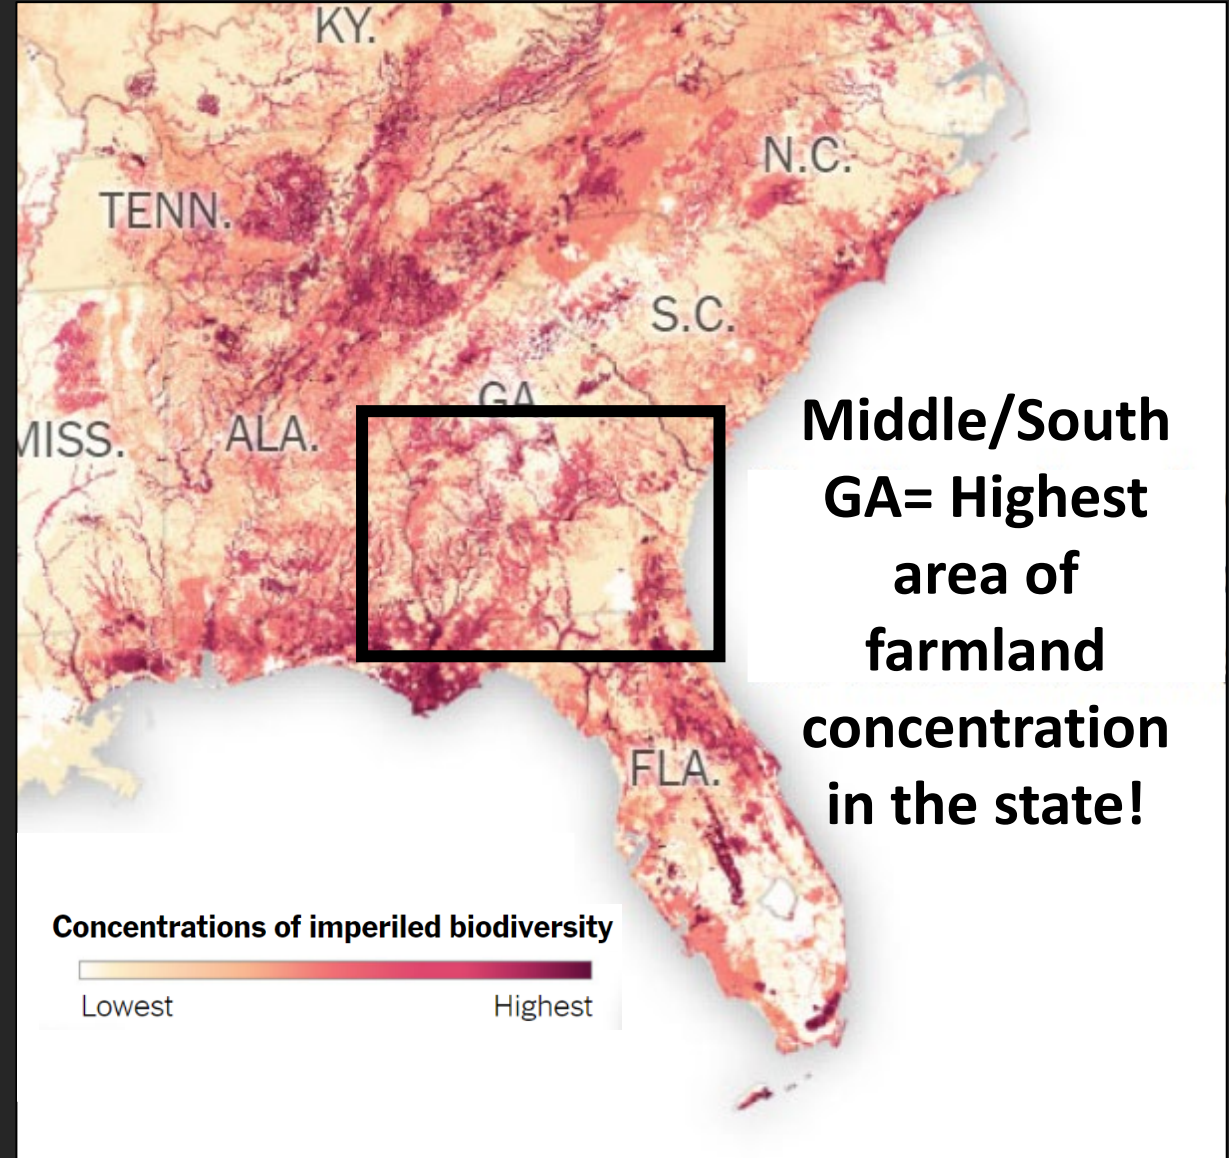 KY.
N.C.
TENN.
S.C.
GA
MISS.
ALA.
Middle/South
GA= Highest
area of
farmland
concentration
in the state!
FLA.
Concentrations of imperiled biodiversity
Lowest
Highest